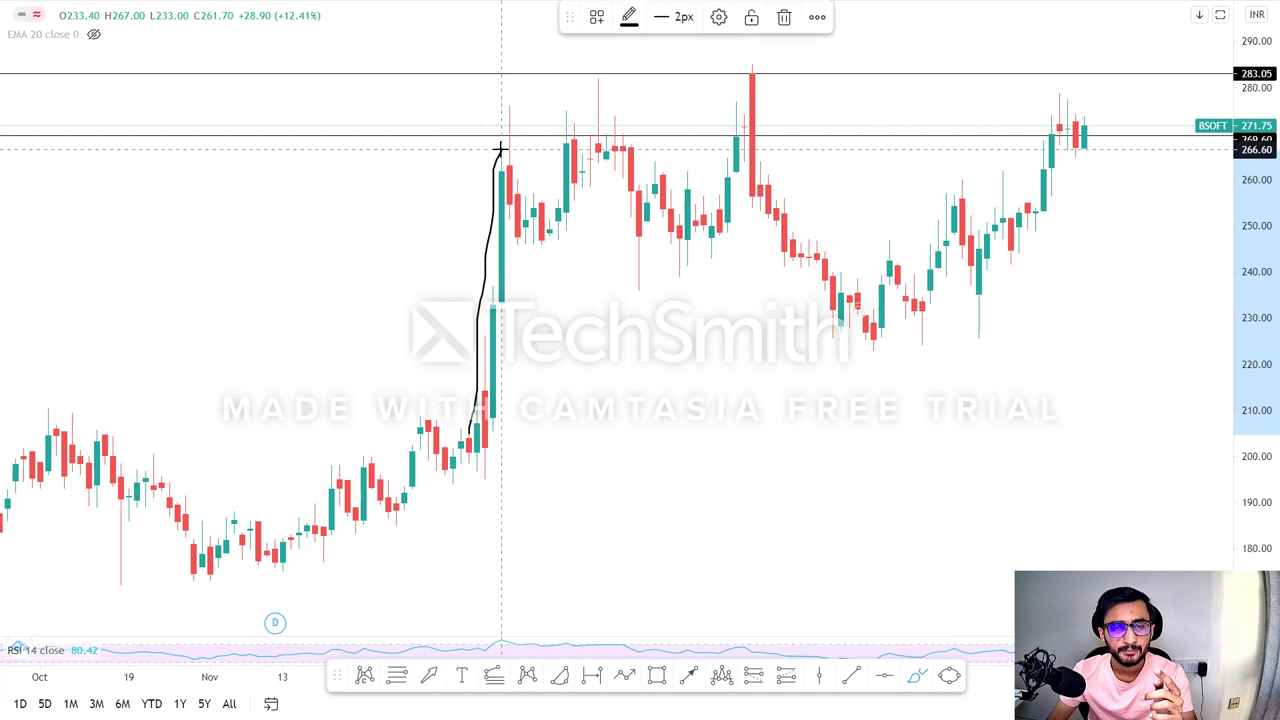 O233.40 H267.00 L233.00 C261.70 +28.90 (+12.41%)
EMA 20 close 0
2px
INR
290.00
283.05
280.00
BSOFT 271.75
269.60
266.60
260.00
250.00
240.00
230.00
220.00
210.00
200.00
190.00
180.00
TechSmith
MADE WITH CAMTASIA FREE TRIAL
D
RSI 14 close 80.42
T
Oct 19 Nov 13
1D 5D 1M 3M 6M YTD 1Y 5Y All